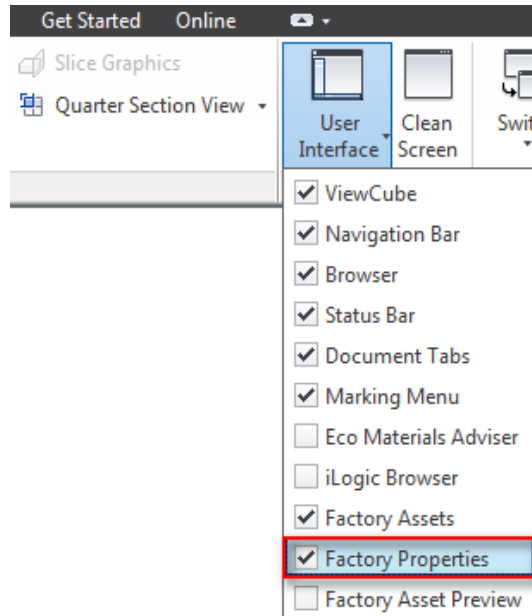 Get Started Online
Slice Graphics
Quarter Section View
User Interface
Clean Screen
ViewCube
Navigation Bar
Browser
Status Bar
Document Tabs
Marking Menu
Eco Materials Adviser
iLogic Browser
Factory Assets
Factory Properties
Factory Asset Preview